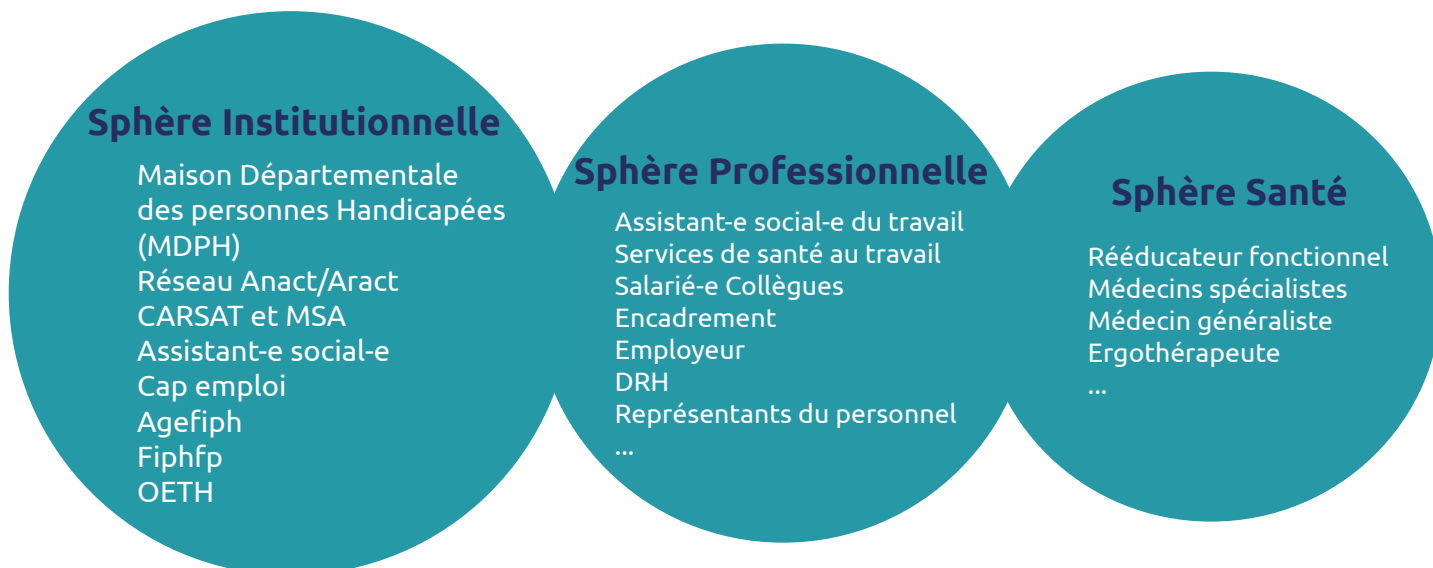 Sphère Institutionnelle
Maison Départementale
des personnes Handicapées
(MDPH)
Réseau Anact/Aract
CARSAT et MSA
Assistant-e social-e
Cap emploi
Agefiph
Fiphfp
OETH
Sphère Professionnelle
Assistant-e social-e du travail
Services de santé au travail
Salarié-e Collègues
Encadrement
Employeur
DRH
Représentants du personnel
...
Sphère Santé
Rééducateur fonctionnel
Médecins spécialistes
Médecin généraliste
Ergothérapeute
...